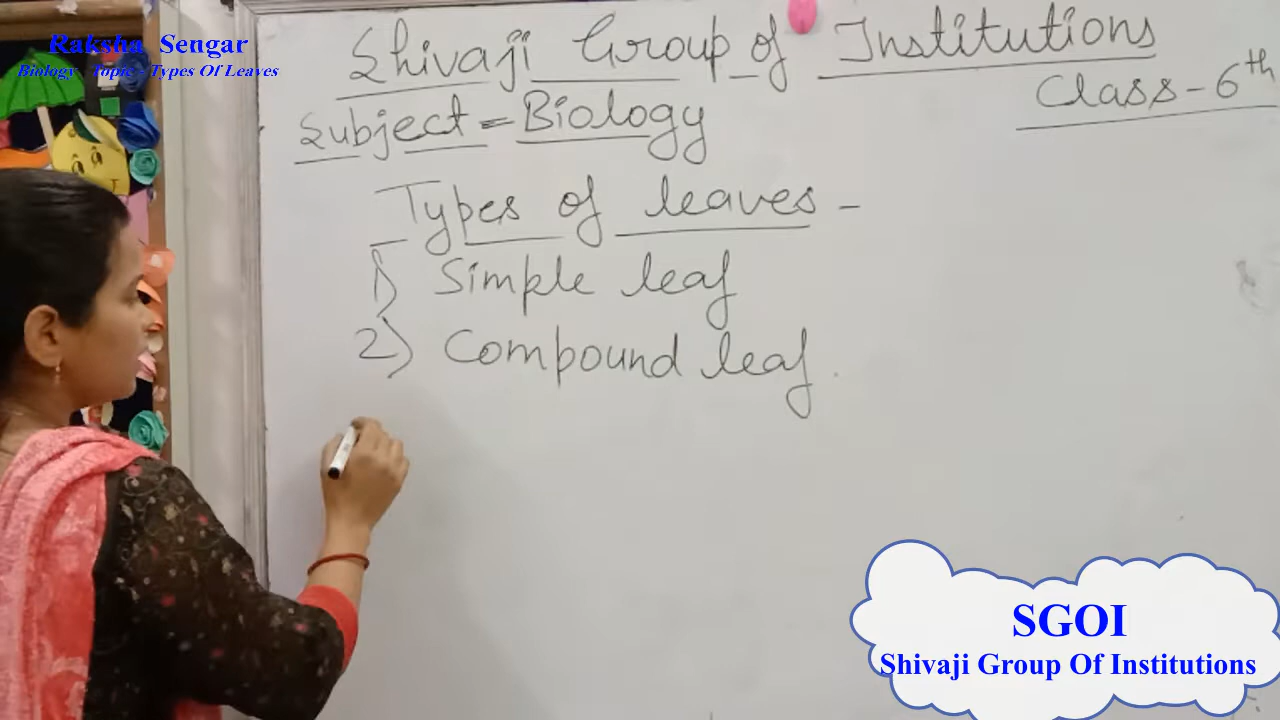 Raksha Sengar
Biology Topic - Types Of Leaves
Shivaji Group of Institutions
Class - 6th
Subject = Biology
Types of leaves -
1) Simple leaf
2) Compound leaf.
SGOI
Shivaji Group Of Institutions